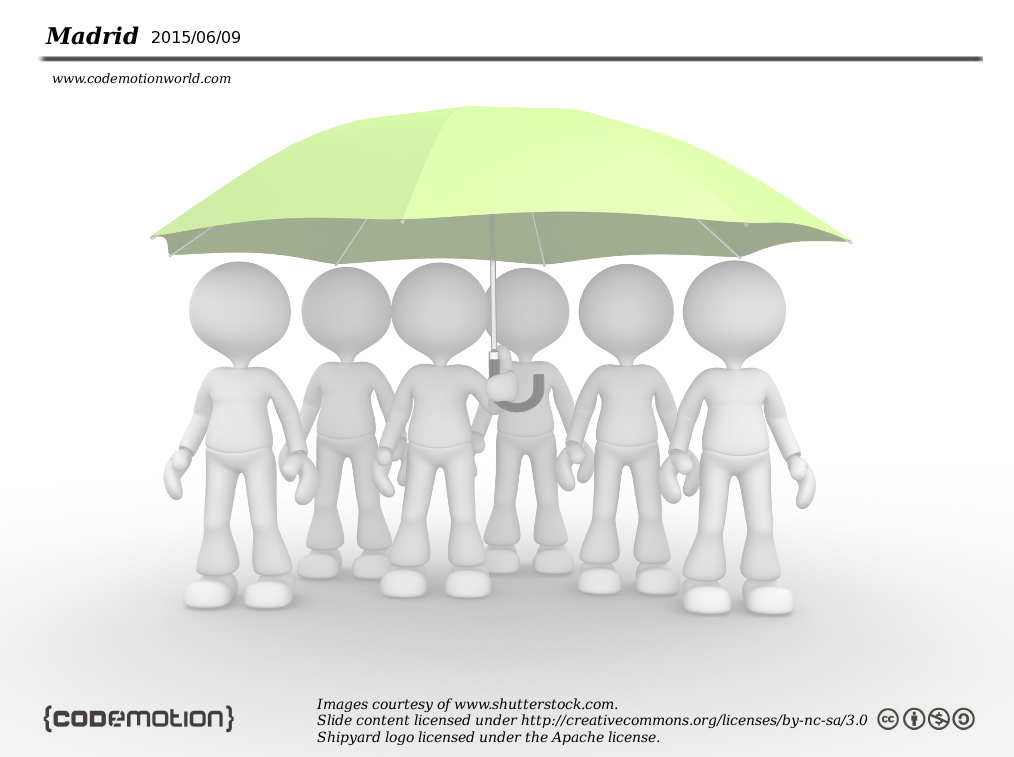 Madrid 2015/06/09
www.codemotionworld.com
{CODEMOTION}
Images courtesy of www.shutterstock.com.
Slide content licensed under http://creativecommons.org/licenses/by-nc-sa/3.0
Shipyard logo licensed under the Apache license.
cc